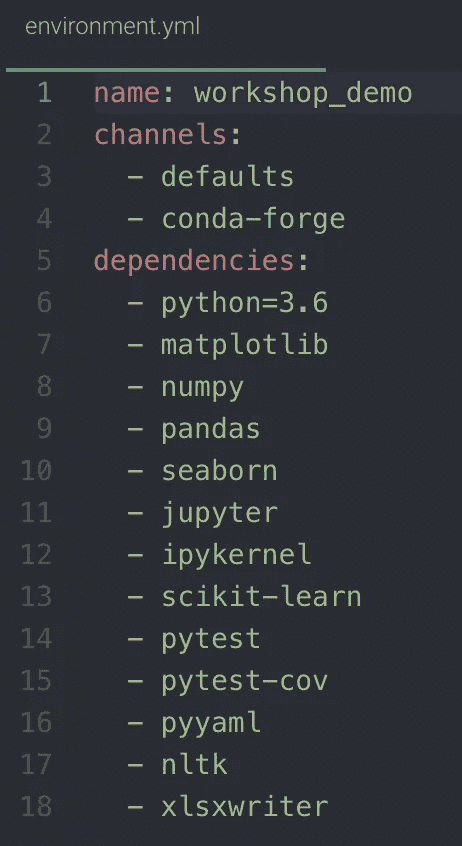 environment.yml
1 name: workshop_demo
2 channels:
3   - defaults
4   - conda-forge
5 dependencies:
6   - python=3.6
7   - matplotlib
8   - numpy
9   - pandas
10   - seaborn
11   - jupyter
12   - ipykernel
13   - scikit-learn
14   - pytest
15   - pytest-cov
16   - pyyaml
17   - nltk
18   - xlsxwriter